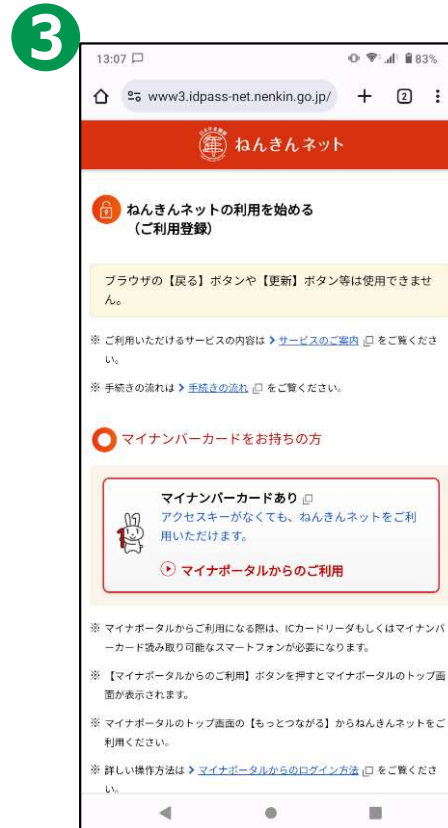 3
13:07
83%
www3.idpass-net.nenkin.go.jp/
2
ねんきんネット
ねんきんネットの利用を始める
（ご利用登録）
ブラウザの【戻る】ボタンや【更新】ボタン等は使用できませ
ん。
※ ご利用いただけるサービスの内容は サービスのご案内 をご覧くださ
い。
※ 手続きの流れは 手続きの流れ をご覧ください。
マイナンバーカードをお持ちの方
マイナンバーカードあり
アクセスキーがなくても、ねんきんネットをご利
用いただけます。
マイナポータルからのご利用
※ マイナポータルからご利用になる際は、ICカードリーダもしくはマイナンバ
ーカード読み取り可能なスマートフォンが必要になります。
※ 【マイナポータルからのご利用】ボタンを押すとマイナポータルのトップ画
面が表示されます。
※ マイナポータルのトップ画面の【もっとつながる】からねんきんネットをご
利用ください。
※ 詳しい操作方法は マイナポータルからのログイン方法 をご覧くださ
い。